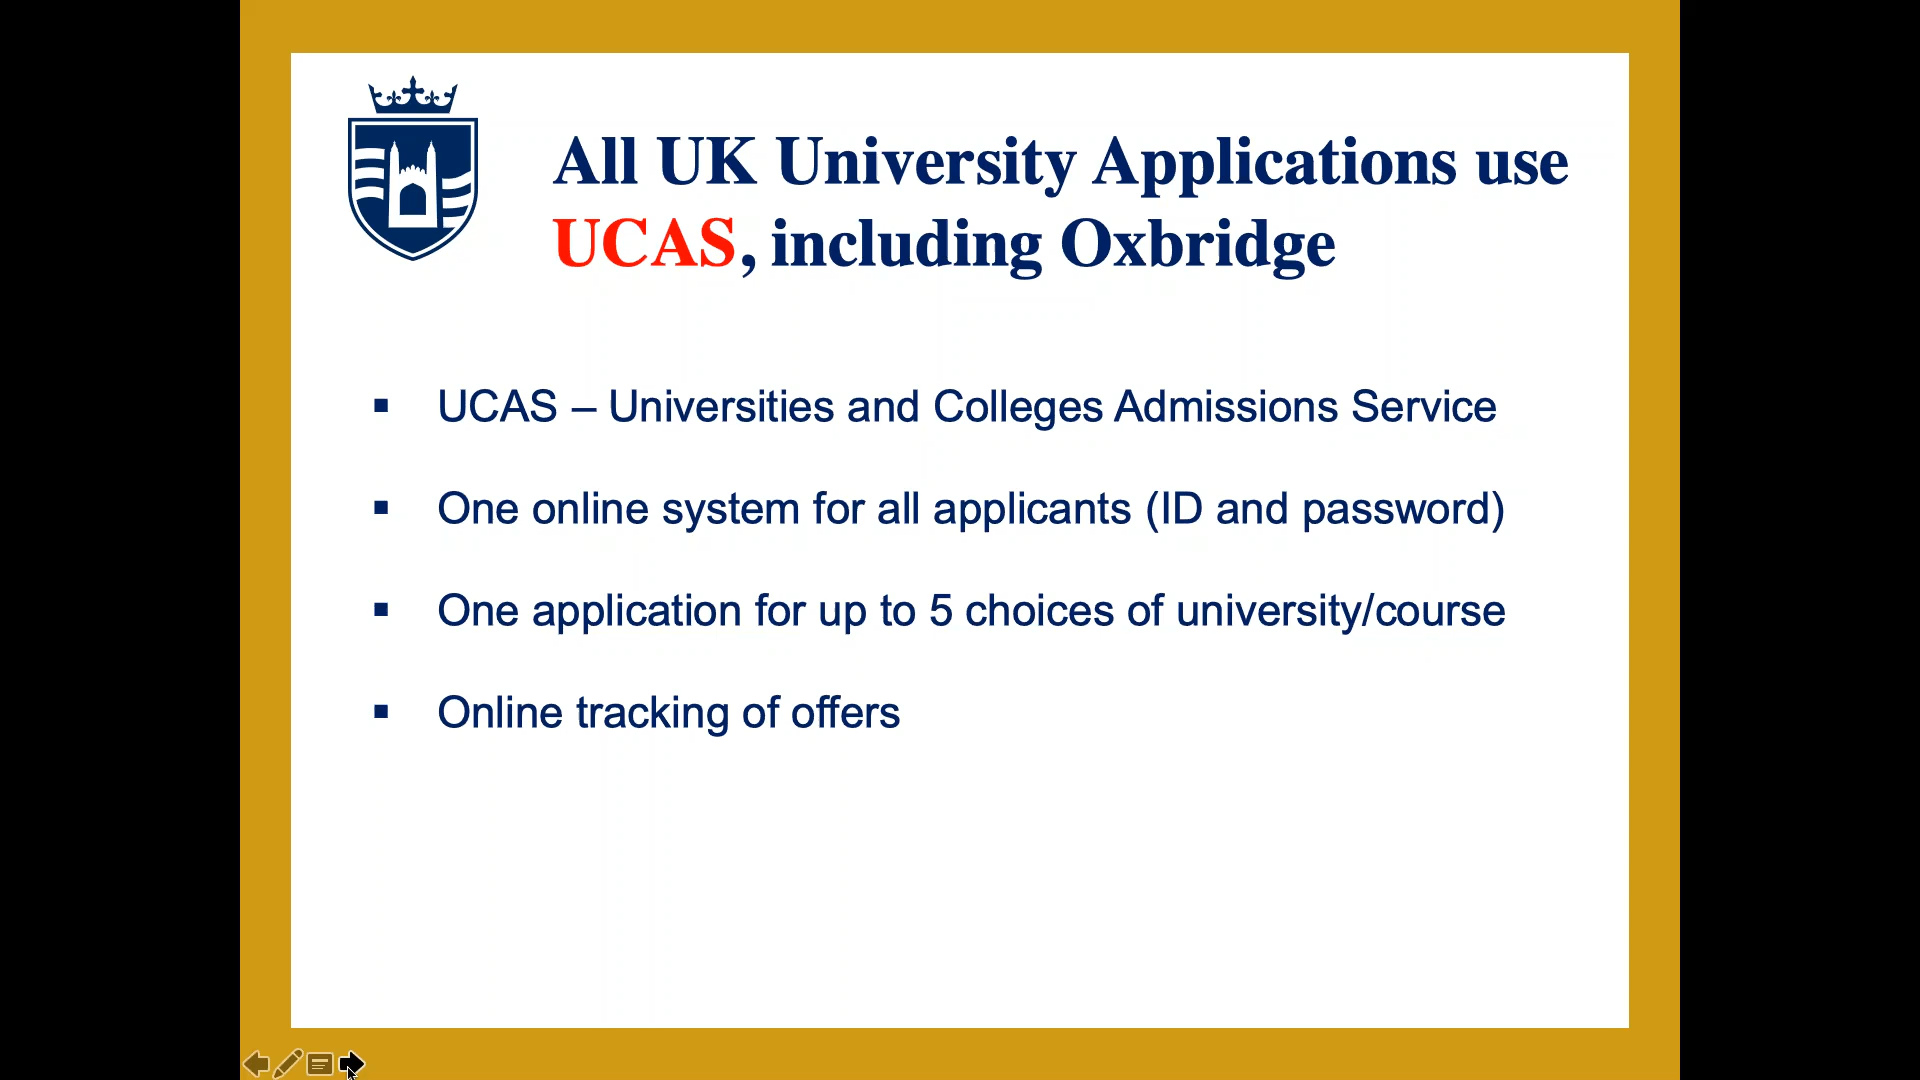 All UK University Applications use
UCAS, including Oxbridge
▪ UCAS – Universities and Colleges Admissions Service
▪ One online system for all applicants (ID and password)
▪ One application for up to 5 choices of university/course
▪ Online tracking of offers